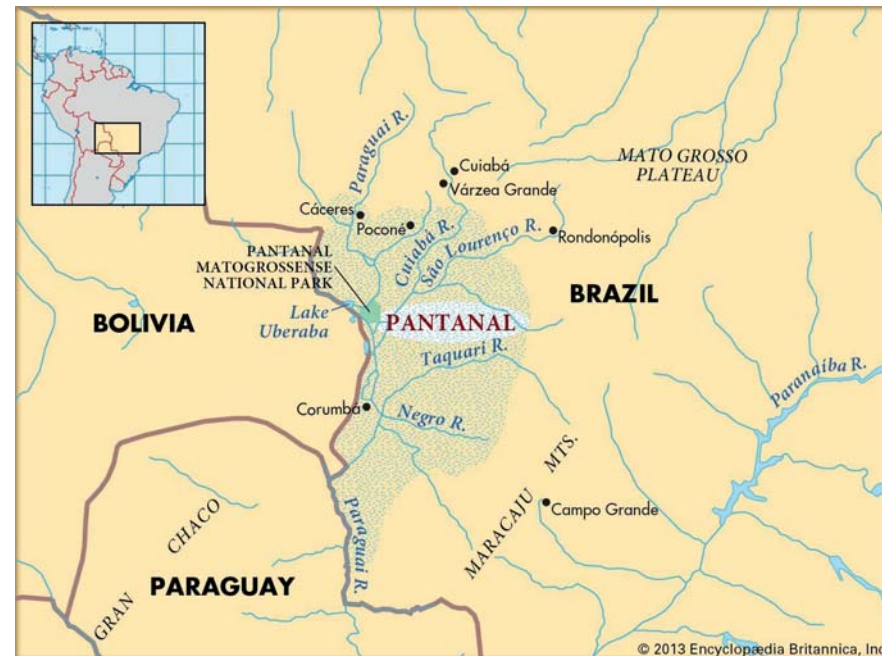 Paraguai R.
Cuiabá
Várzea Grande
MATO GROSSO
PLATEAU
Cáceres
Poconé
Cuiabá R.
São Lourenço R.
Rondonópolis
PANTANAL
MATOGROSSENSE
NATIONAL PARK
BRAZIL
Lake
Uberaba
BOLIVIA
PANTANAL
Taquari R.
Paranaíba R.
Corumbá
Negro R.
MARACAJU MTS.
Campo Grande
GRAN CHACO
Paraguai R.
PARAGUAY
© 2013 Encyclopædia Britannica, Inc